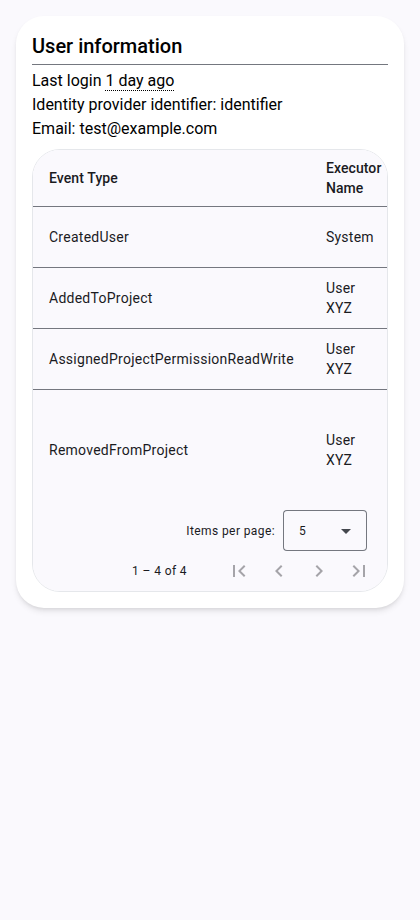 User information
Last login 1 day ago
Identity provider identifier: identifier
Email: test@example.com
Event Type
Executor
Name
CreatedUser
System
AddedToProject
User
XYZ
AssignedProjectPermissionReadWrite
User
XYZ
RemovedFromProject
User
XYZ
Items per page: 5
1 – 4 of 4